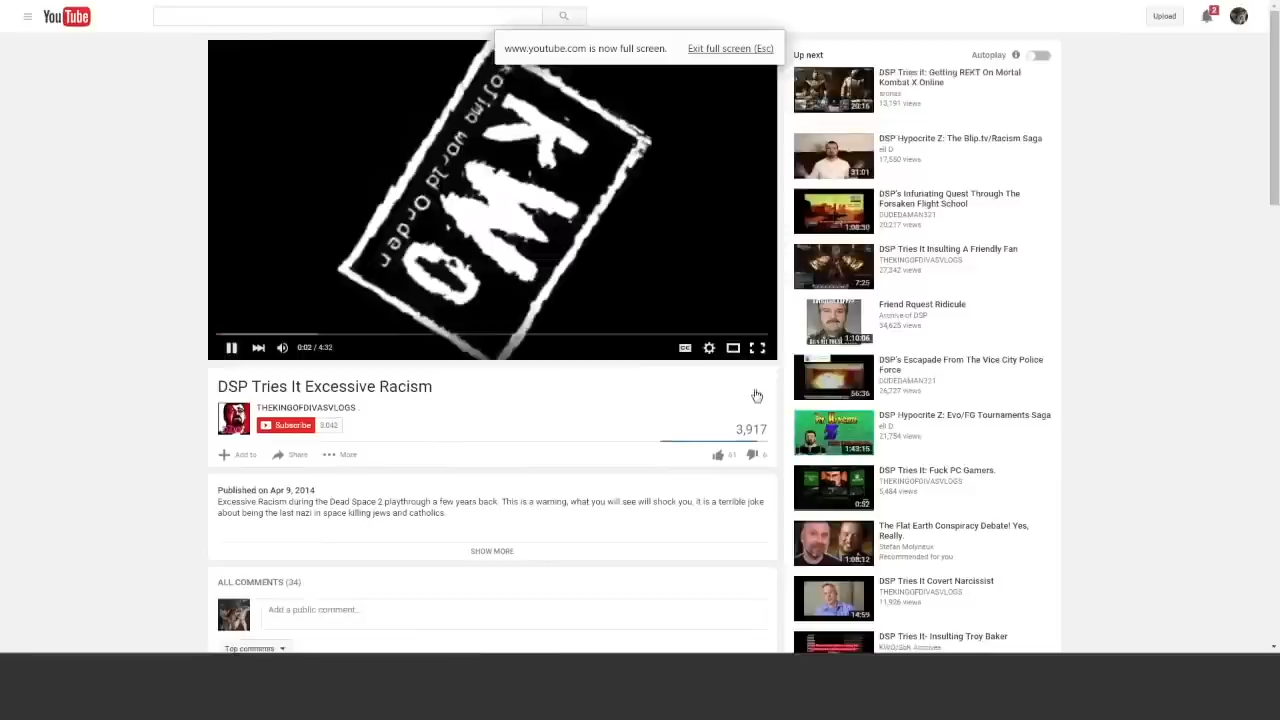 YouTube
Upload
2
www.youtube.com is now full screen. Exit full screen (Esc)
KWO
kojima world Order
0:02 / 4:32
CC
DSP Tries It Excessive Racism
THEKINGOFDIVASVLOGS .
Subscribe 3,042
3,917
Add to Share More
61 6
Published on Apr 9, 2014
Excessive Racism during the Dead Space 2 playthrough a few years back. This is a warning, what you will see will shock you, it is a terrible joke
about being the last nazi in space killing jews and catholics.
SHOW MORE
ALL COMMENTS (34)
Add a public comment...
Top comments
Up next Autoplay
DSP Tries it: Getting REKT On Mortal
Kombat X Online
13,191 views
20:16
DSP Hypocrite Z: The Blip.tv/Racism Saga
eli D
17,550 views
31:01
DSP's Infuriating Quest Through The
Forsaken Flight School
DUDEDAMAN321
20,217 views
1:08:30
DSP Tries It Insulting A Friendly Fan
THEKINGOFDIVASVLOGS
27,342 views
7:25
Friend Rquest Ridicule
Archive of DSP
34,625 views
1:10:06
DSP's Escapade From The Vice City Police
Force
DUDEDAMAN321
26,727 views
56:36
DSP Hypocrite Z: Evo/FG Tournaments Saga
eli D
21,754 views
1:43:15
DSP Tries It: Fuck PC Gamers.
THEKINGOFDIVASVLOGS
5,484 views
0:52
The Flat Earth Conspiracy Debate! Yes,
Really.
Stefan Molyneux
Recommended for you
1:08:12
DSP Tries It Covert Narcissist
THEKINGOFDIVASVLOGS
11,926 views
14:59
DSP Tries It- Insulting Troy Baker